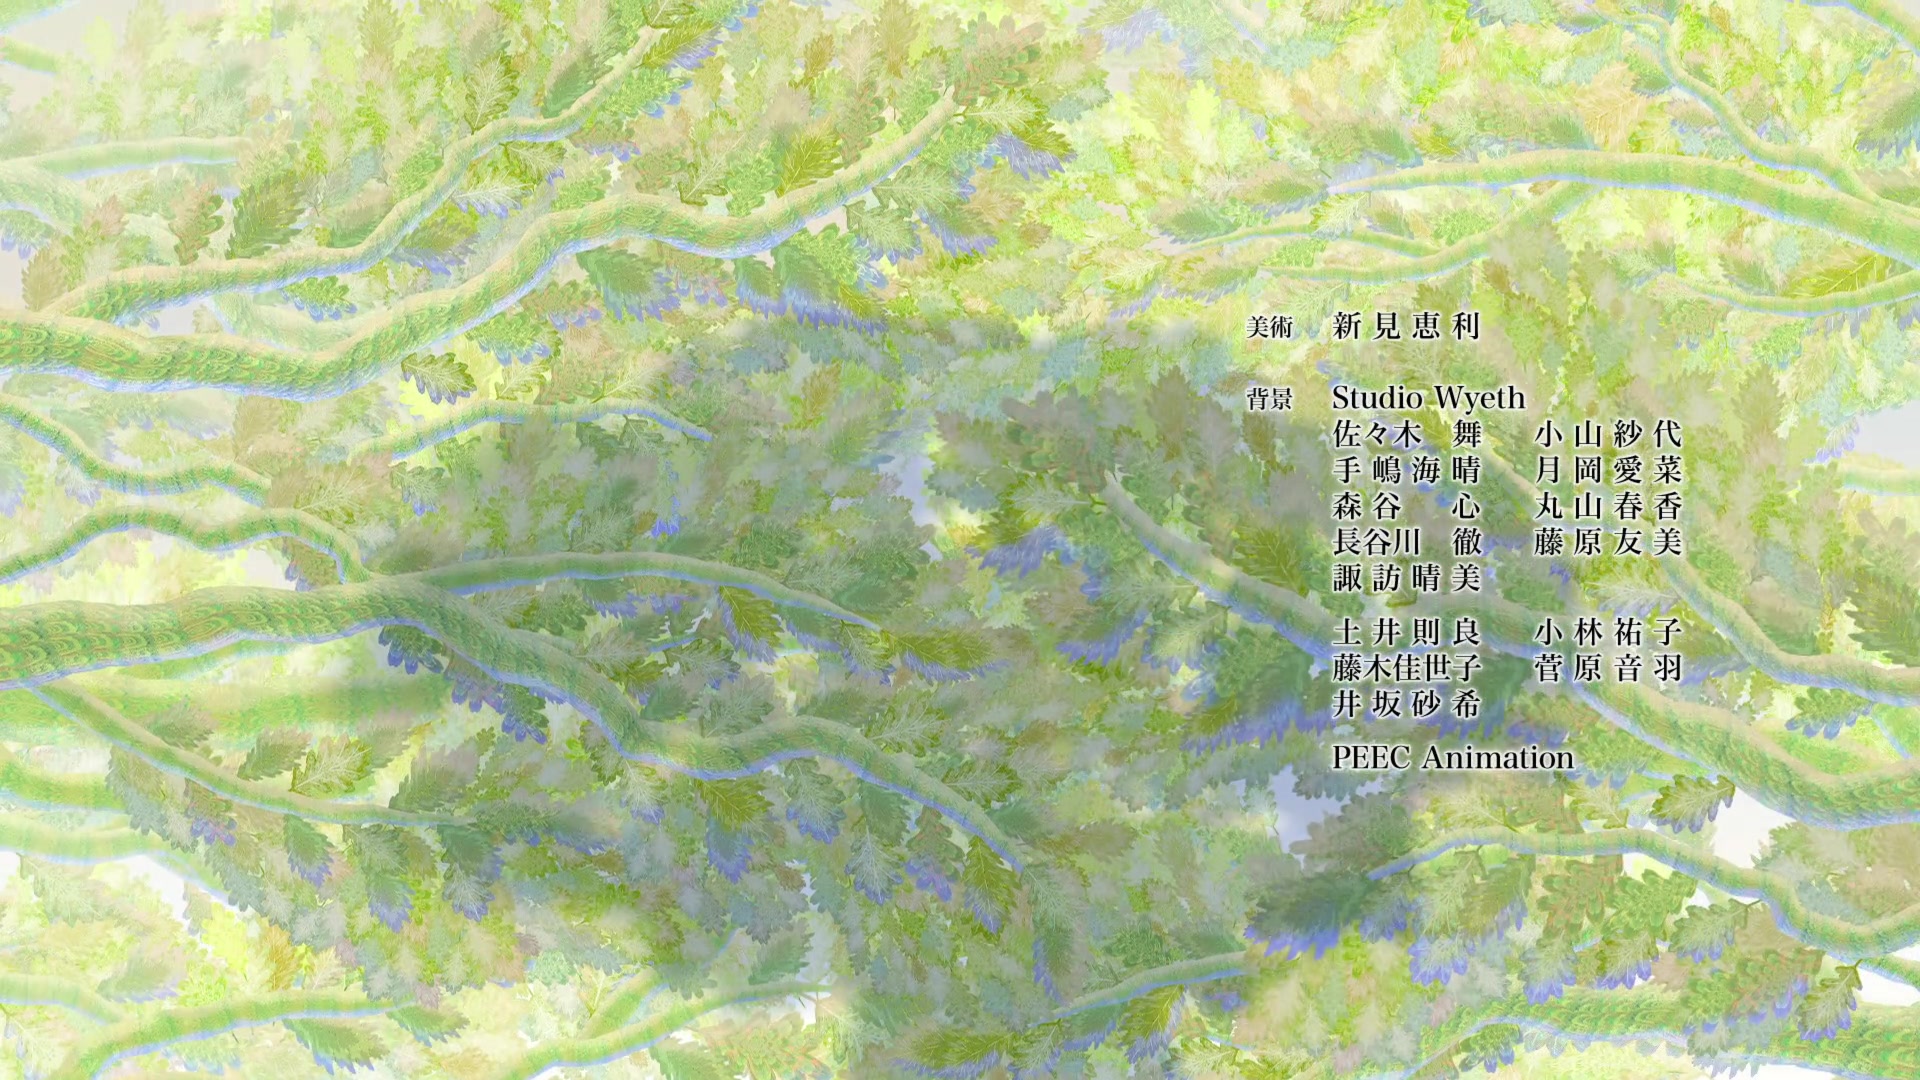 美術 新見恵利
背景 Studio Wyeth
佐々木 舞 小山紗代
手嶋海晴 月岡愛菜
森谷 心 丸山春香
長谷川 徹 藤原友美
諏訪晴美
土井則良 小林祐子
藤木佳世子 菅原音羽
井坂砂希
PEEC Animation